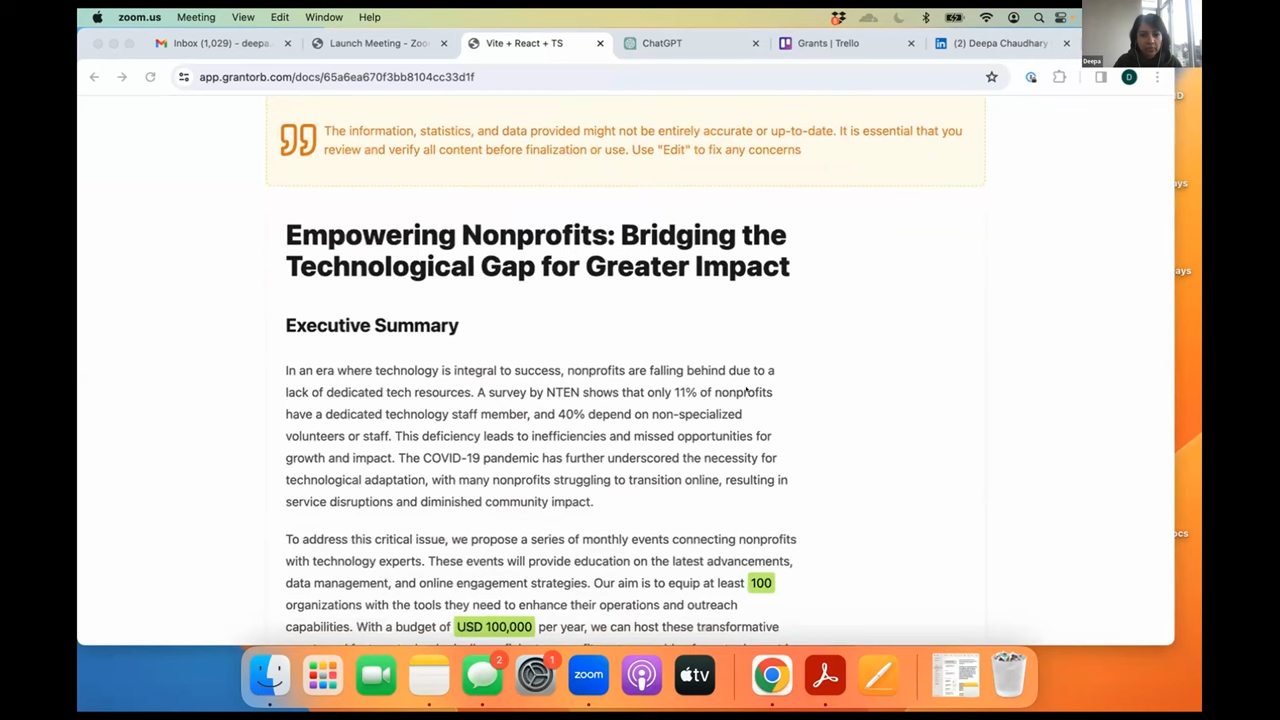 zoom.us Meeting View Edit Window Help
Inbox (1,029) - deepa. Launch Meeting - Zoo Vite + React + TS ChatGPT Grants | Trello (2) Deepa Chaudhary
Deepa
app.grantorb.com/docs/65a6ea670f3bb8104cc33d1f
D
The information, statistics, and data provided might not be entirely accurate or up-to-date. It is essential that you
review and verify all content before finalization or use. Use "Edit" to fix any concerns
Empowering Nonprofits: Bridging the
Technological Gap for Greater Impact
Executive Summary
In an era where technology is integral to success, nonprofits are falling behind due to a
lack of dedicated tech resources. A survey by NTEN shows that only 11% of nonprofits
have a dedicated technology staff member, and 40% depend on non-specialized
volunteers or staff. This deficiency leads to inefficiencies and missed opportunities for
growth and impact. The COVID-19 pandemic has further underscored the necessity for
technological adaptation, with many nonprofits struggling to transition online, resulting in
service disruptions and diminished community impact.
To address this critical issue, we propose a series of monthly events connecting nonprofits
with technology experts. These events will provide education on the latest advancements,
data management, and online engagement strategies. Our aim is to equip at least 100
organizations with the tools they need to enhance their operations and outreach
capabilities. With a budget of USD 100,000 per year, we can host these transformative
2 1 zoom tv